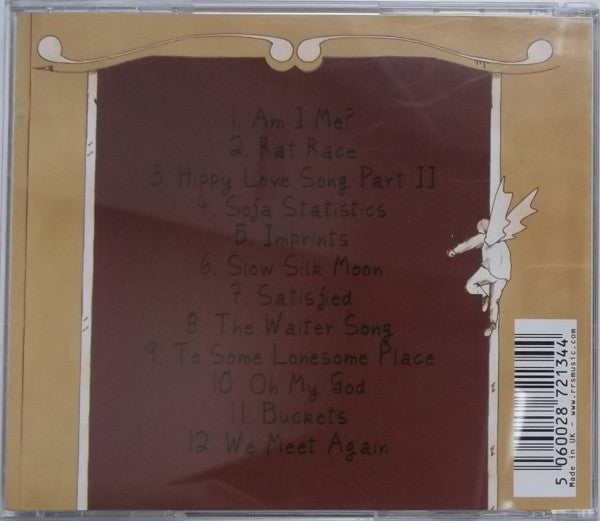 1. Am I Me?
2. Rat Race
3. Hippy Love Song Part II
4. Sofa Statistics
5. Imprints
6. Slow Silk Moon
7. Satisfied
8. The Waiter Song
9. To Some Lonesome Place
10. Oh My God
11. Buckets
12. We Meet Again
5 060028 721344
Made in UK - www.crsmusic.com